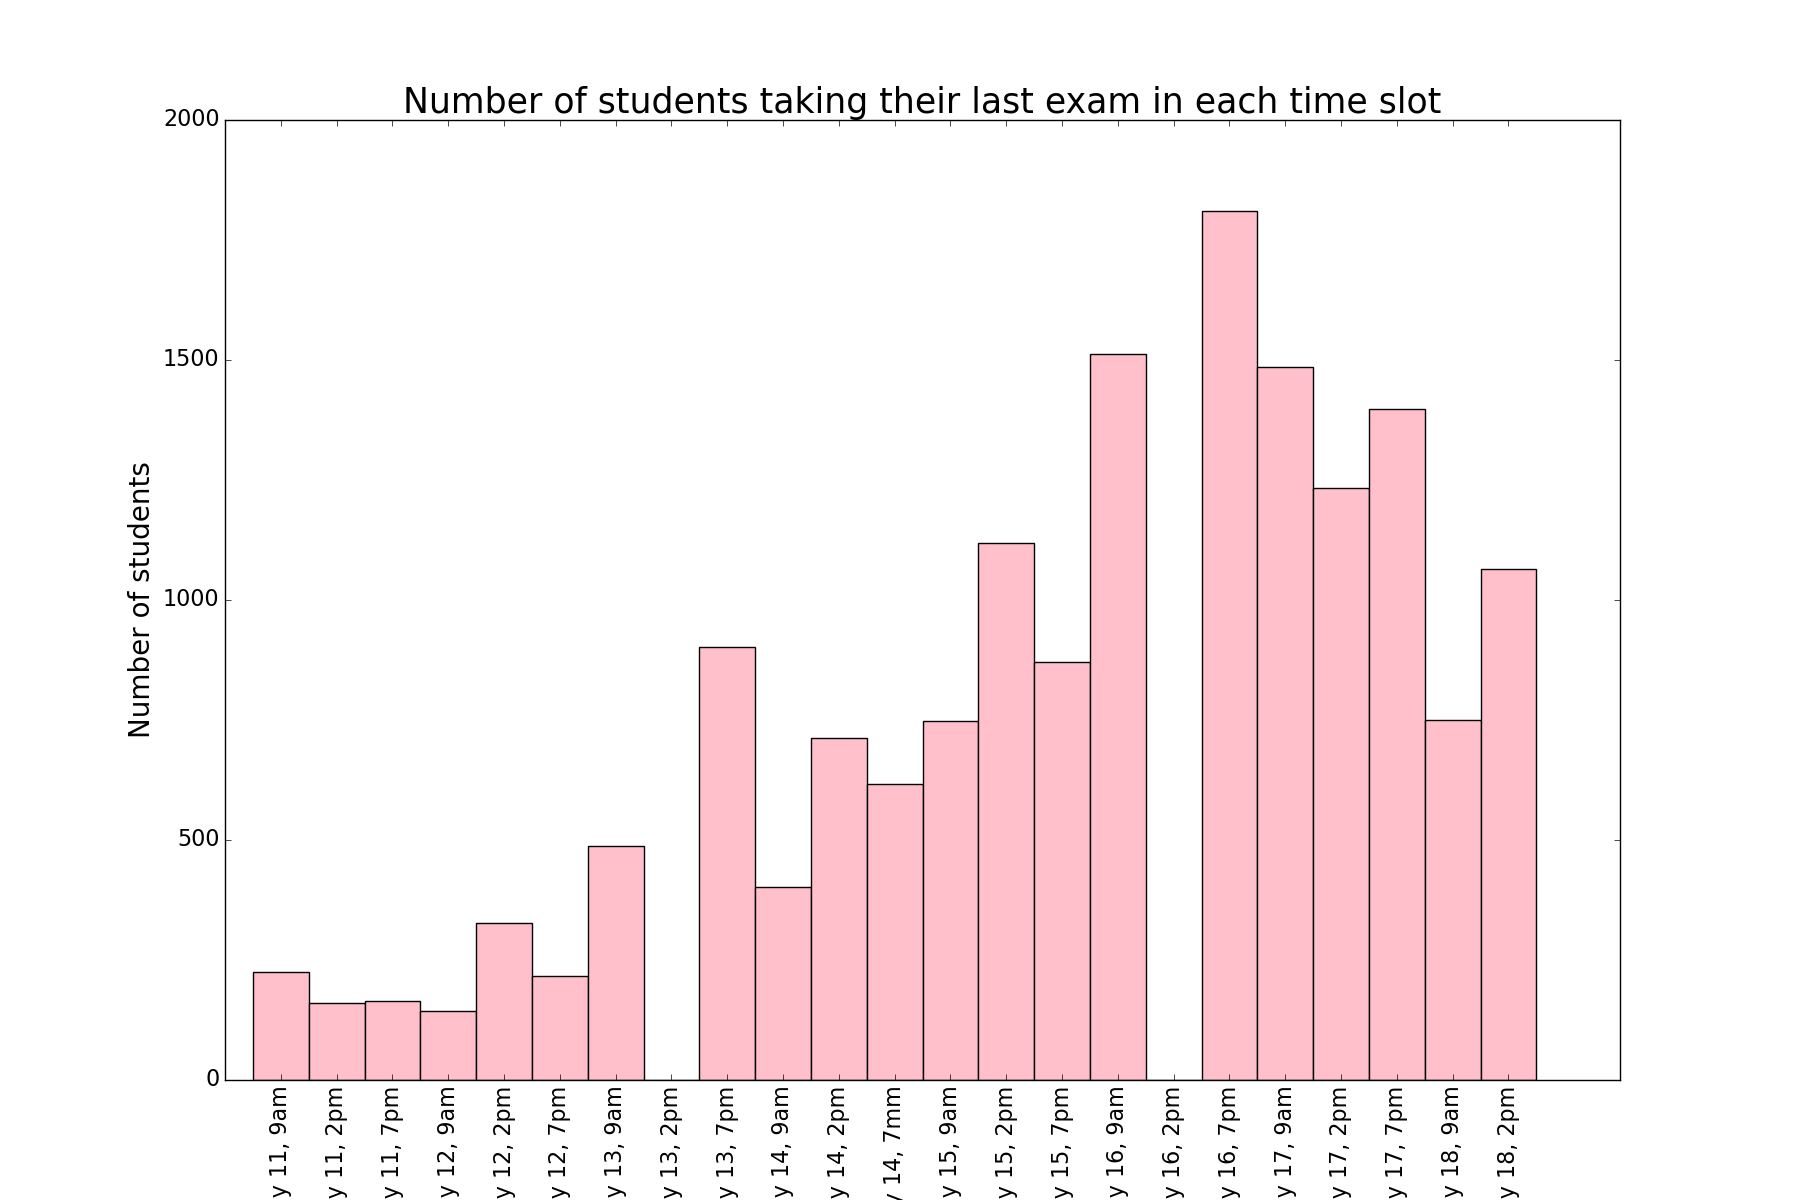 Number of students taking their last exam in each time slot
Number of students
2000
1500
1000
500
0
y 11, 9am
y 11, 2pm
y 11, 7pm
y 12, 9am
y 12, 2pm
y 12, 7pm
y 13, 9am
y 13, 2pm
y 13, 7pm
y 14, 9am
y 14, 2pm
y 14, 7mm
y 15, 9am
y 15, 2pm
y 15, 7pm
y 16, 9am
y 16, 2pm
y 16, 7pm
y 17, 9am
y 17, 2pm
y 17, 7pm
y 18, 9am
y 18, 2pm